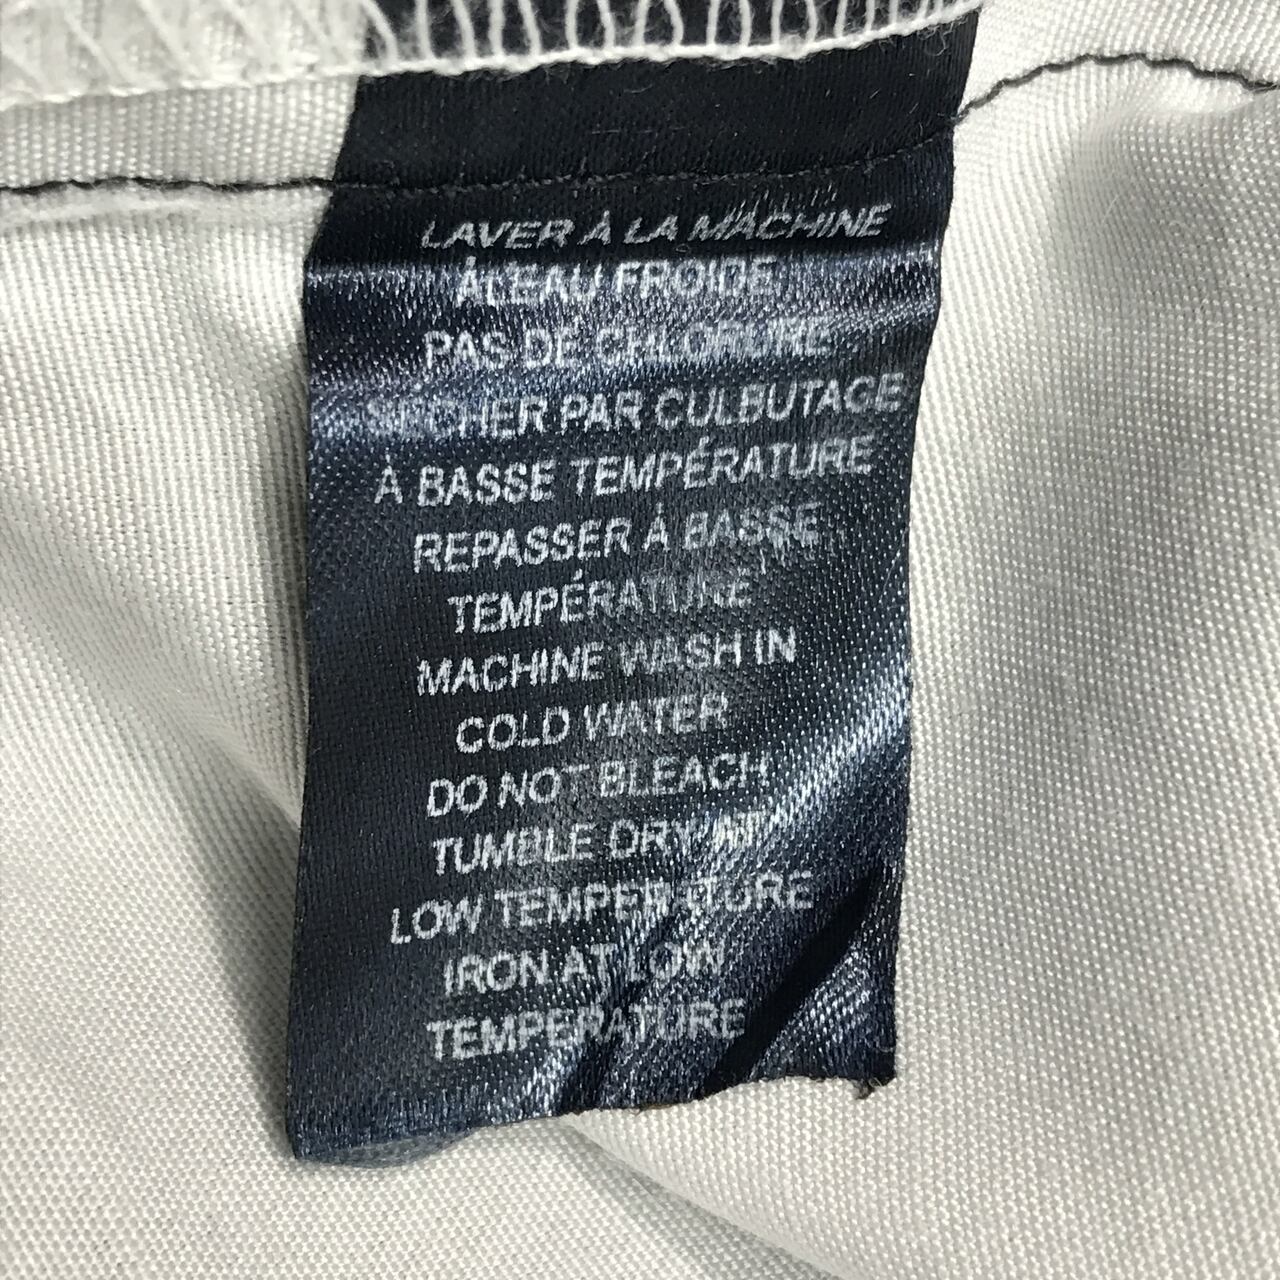 LAVER À LA MACHINE
À L'EAU FROIDE
PAS DE CHLORURE
SÉCHER PAR CULBUTAGE
À BASSE TEMPÉRATURE
REPASSER À BASSE
TEMPÉRATURE
MACHINE WASH IN
COLD WATER
DO NOT BLEACH
TUMBLE DRY AT
LOW TEMPERATURE
IRON AT LOW
TEMPERATURE